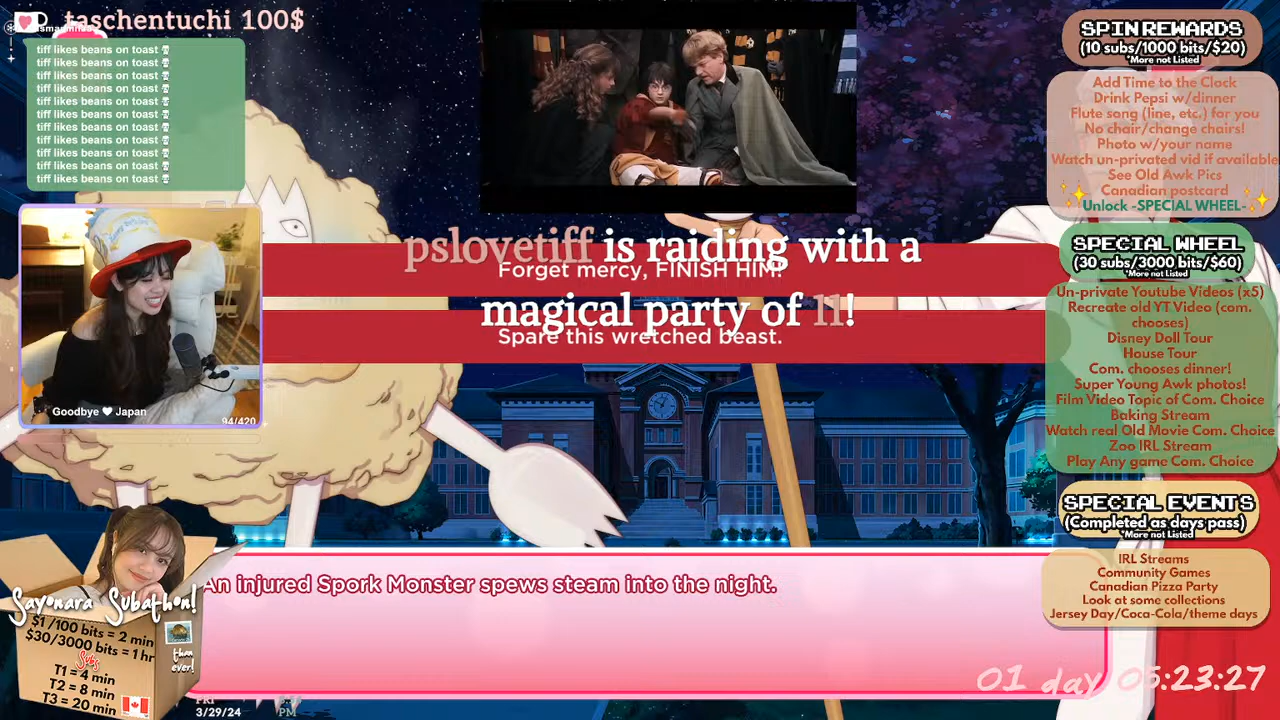 taschentuchi 100$
tiff likes beans on toast
tiff likes beans on toast
tiff likes beans on toast
tiff likes beans on toast
tiff likes beans on toast
tiff likes beans on toast
tiff likes beans on toast
tiff likes beans on toast
tiff likes beans on toast
tiff likes beans on toast
tiff likes beans on toast
Goodbye ♥ Japan
94/420
pslovetiff is raiding with a
magical party of 11!
Forget mercy, FINISH HIM!
Spare this wretched beast.
An injured Spork Monster spews steam into the night.
Sayonara Subathon!
$1/100 bits = 2 min
$30/3000 bits = 1 hr
Subs
T1 = 4 min
T2 = 8 min
T3 = 20 min
than
ever!
FRI
3/29/24
PM
SPIN REWARDS
(10 subs/1000 bits/$20)
*More not Listed
Add Time to the Clock
Drink Pepsi w/dinner
Flute song (line, etc.) for you
No chair/change chairs!
Photo w/your name
Watch un-privated vid if available
See Old Awk Pics
Canadian postcard
Unlock -SPECIAL WHEEL-
SPECIAL WHEEL
(30 subs/3000 bits/$60)
*More not Listed
Un-private Youtube Videos (x5)
Recreate old YT Video (com.
chooses)
Disney Doll Tour
House Tour
Com. chooses dinner!
Super Young Awk photos!
Film Video Topic of Com. Choice
Baking Stream
Watch real Old Movie Com. Choice
Zoo IRL Stream
Play Any game Com. Choice
SPECIAL EVENTS
(Completed as days pass)
*More not Listed
IRL Streams
Community Games
Canadian Pizza Party
Look at some collections
Jersey Day/Coca-Cola/theme days
01 day 05:23:27